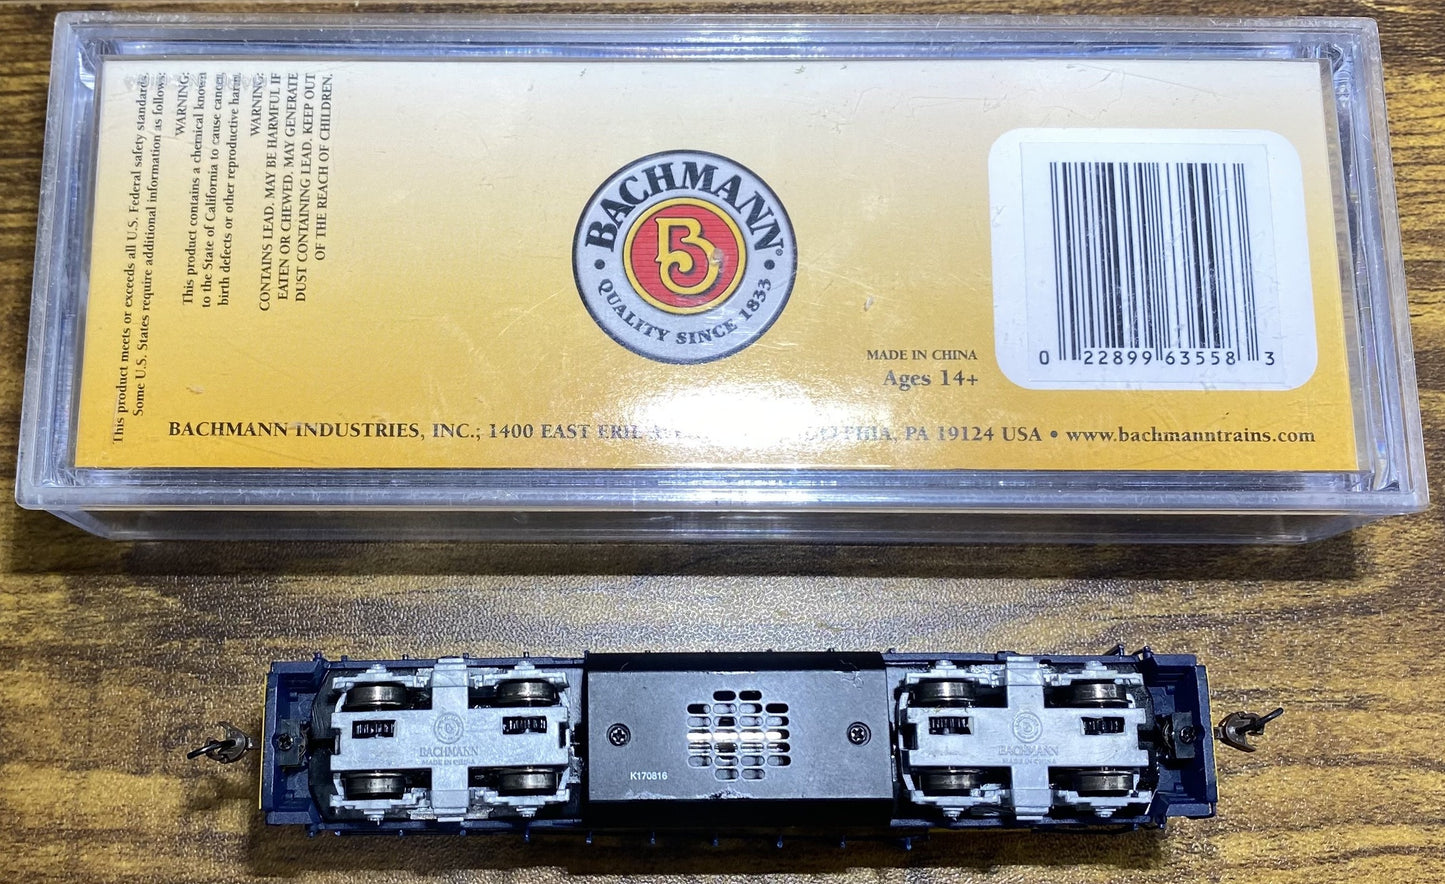 This product meets or exceeds all U.S. Federal safety standards.
Some U.S. States require additional information as follows:
WARNING:
This product contains a chemical known
to the State of California to cause cancer,
birth defects or other reproductive harm.
WARNING:
CONTAINS LEAD. MAY BE HARMFUL IF
EATEN OR CHEWED. MAY GENERATE
DUST CONTAINING LEAD. KEEP OUT
OF THE REACH OF CHILDREN.
BACHMANN®
B
• QUALITY SINCE 1833 •
MADE IN CHINA
Ages 14+
0 22899 63558 3
BACHMANN INDUSTRIES, INC.; 1400 EAST PA 19124 USA • www.bachmanntrains.com
BACHMANN
MADE IN CHINA
K170816
BACHMANN
MADE IN CHINA